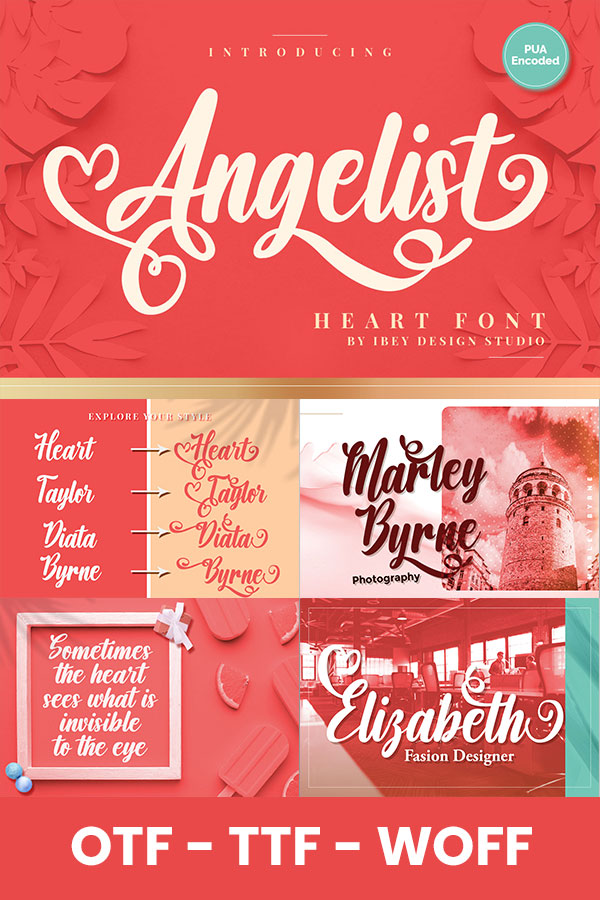 INTRODUCING
PUA
Encoded
Angelist
HEART FONT
BY IBEY DESIGN STUDIO
EXPLORE YOUR STYLE
Heart
Heart
Taylor
Taylor
Diata
Diata
Byrne
Byrne
Marley
Byrne
Photography
BYRNE
Sometimes
the heart
sees what is
invisible
to the eye
Elizabeth
Fasion Designer
OTF - TTF - WOFF